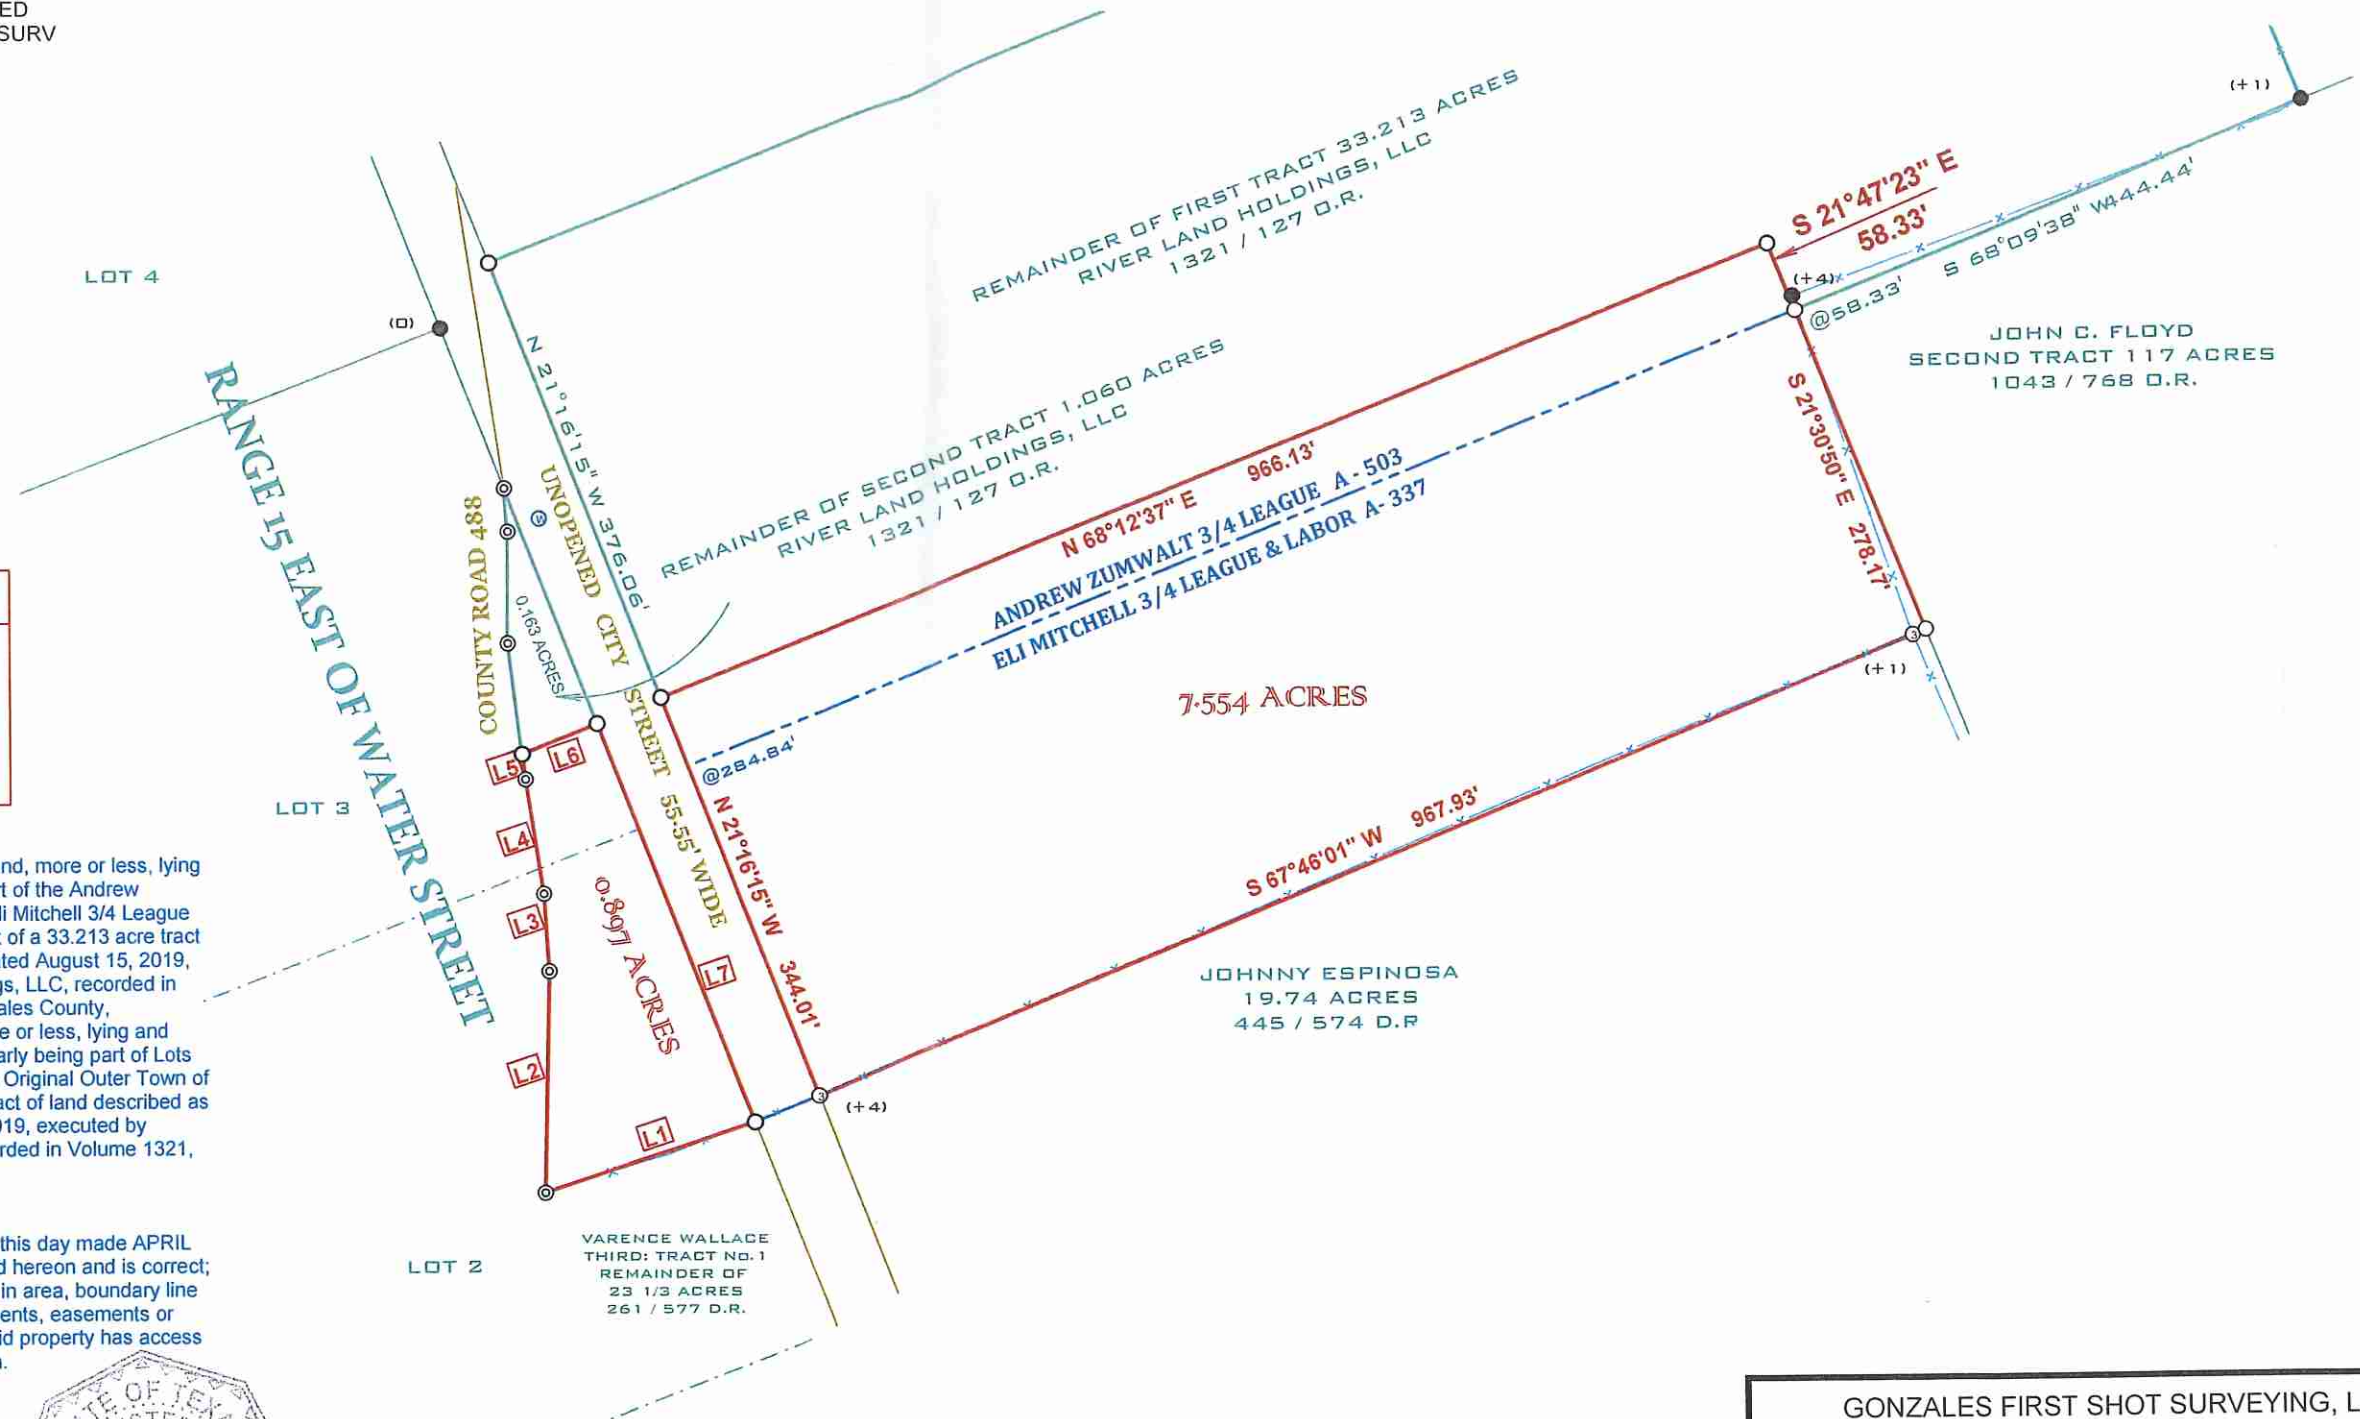 ED
SURV
(+1)
REMAINDER OF FIRST TRACT 33.213 ACRES
RIVER LAND HOLDINGS, LLC
1321 / 127 O.R.
S 21°47'23" E
58.33'
S 68°09'38" W
444.44'
(+4)
@58.33'
LOT 4
(0)
JOHN C. FLOYD
SECOND TRACT 117 ACRES
1043 / 768 O.R.
N 21°16'15" W 376.06'
REMAINDER OF SECOND TRACT 1.060 ACRES
RIVER LAND HOLDINGS, LLC
1321 / 127 O.R.
S 21°30'50" E 278.17'
RANGE 15 EAST OF WATER STREET
N 68°12'37" E 966.13'
ANDREW ZUMWALT 3/4 LEAGUE A - 503
ELI MITCHELL 3/4 LEAGUE & LABOR A- 337
COUNTY ROAD 488
UNOPENED CITY STREET 55.55' WIDE
0.163 ACRES
3
(+1)
7.554 ACRES
L5
L6
@284.84'
LOT 3
L4
N 21°16'15" W 344.01'
S 67°46'01" W 967.93'
L3
0.897 ACRES
L7
JOHNNY ESPINOSA
19.74 ACRES
445 / 574 D.R
L2
3
(+4)
L1
nd, more or less, lying
t of the Andrew
li Mitchell 3/4 League
t of a 33.213 acre tract
ted August 15, 2019,
gs, LLC, recorded in
ales County,
e or less, lying and
arly being part of Lots
Original Outer Town of
act of land described as
019, executed by
rded in Volume 1321,
VARENCE WALLACE
THIRD: TRACT No. 1
REMAINDER OF
23 1/3 ACRES
261 / 577 D.R.
LOT 2
this day made APRIL
d hereon and is correct;
in area, boundary line
ents, easements or
id property has access
TE OF TEX
GONZALES FIRST SHOT SURVEYING, L